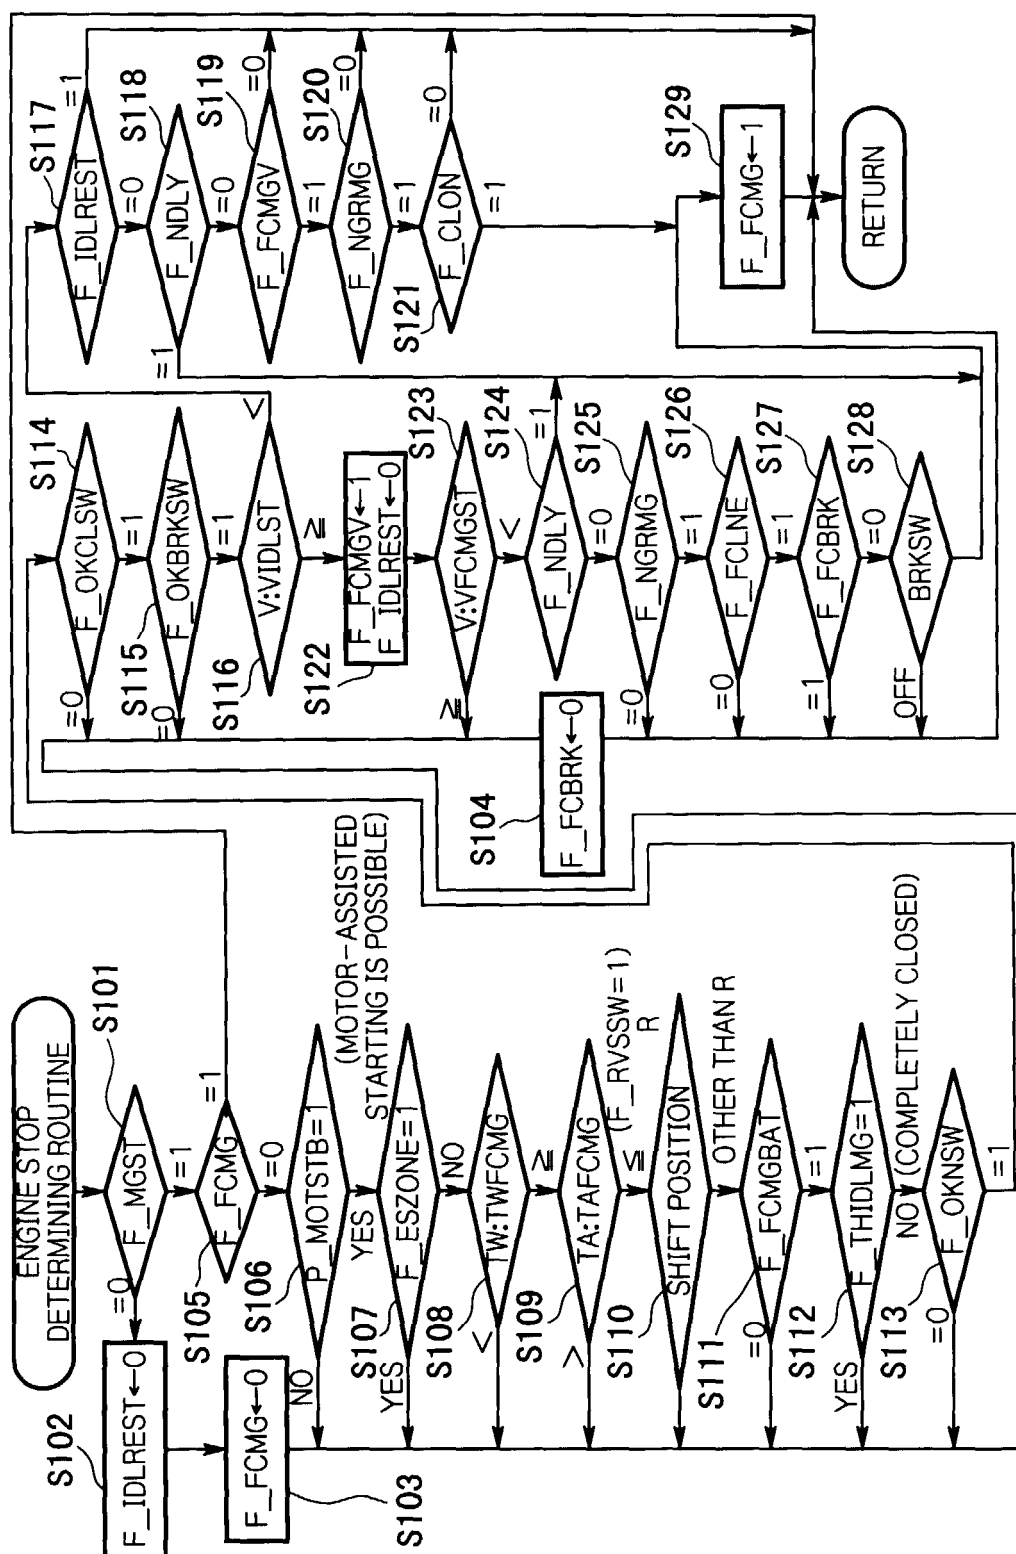 ENGINE STOP
DETERMINING ROUTINE
S101
F_MGST
=0
=1
S102
F_IDLREST←0
S103
F_FCMG←0
S105
F_FCMG
=1
=0
S106
P_MOTSTB=1
NO
YES
(MOTOR-ASSISTED
STARTING IS POSSIBLE)
S107
F_ESZONE=1
YES
NO
S108
TW:TWFCMG
<
≧
S109
TA:TAFCMG
>
≦
S110
SHIFT POSITION
(F_RVSSW=1)
R
OTHER THAN R
S111
F_FCMGBAT
=0
=1
S112
F_THIDLMG=1
YES
NO (COMPLETELY CLOSED)
S113
F_OKNSW
=0
=1
S104
F_FCBRK←0
S114
F_OKCLSW
=0
=1
S115
F_OKBRKSW
=0
=1
S116
V:VIDLST
<
≧
S122
F_FCMGV←1
F_IDLREST←0
S123
V:VFCMGST
≧
<
S124
F_NDLY
=1
=0
S125
F_NGRMG
=0
=1
S126
F_FCLNE
=0
=1
S127
F_FCBRK
=1
=0
S128
BRKSW
OFF
S117
F_IDLREST
=1
=0
S118
F_NDLY
=1
=0
S119
F_FCMGV
=0
=1
S120
F_NGRMG
=0
=1
S121
F_CLON
=0
=1
S129
F_FCMG←1
RETURN